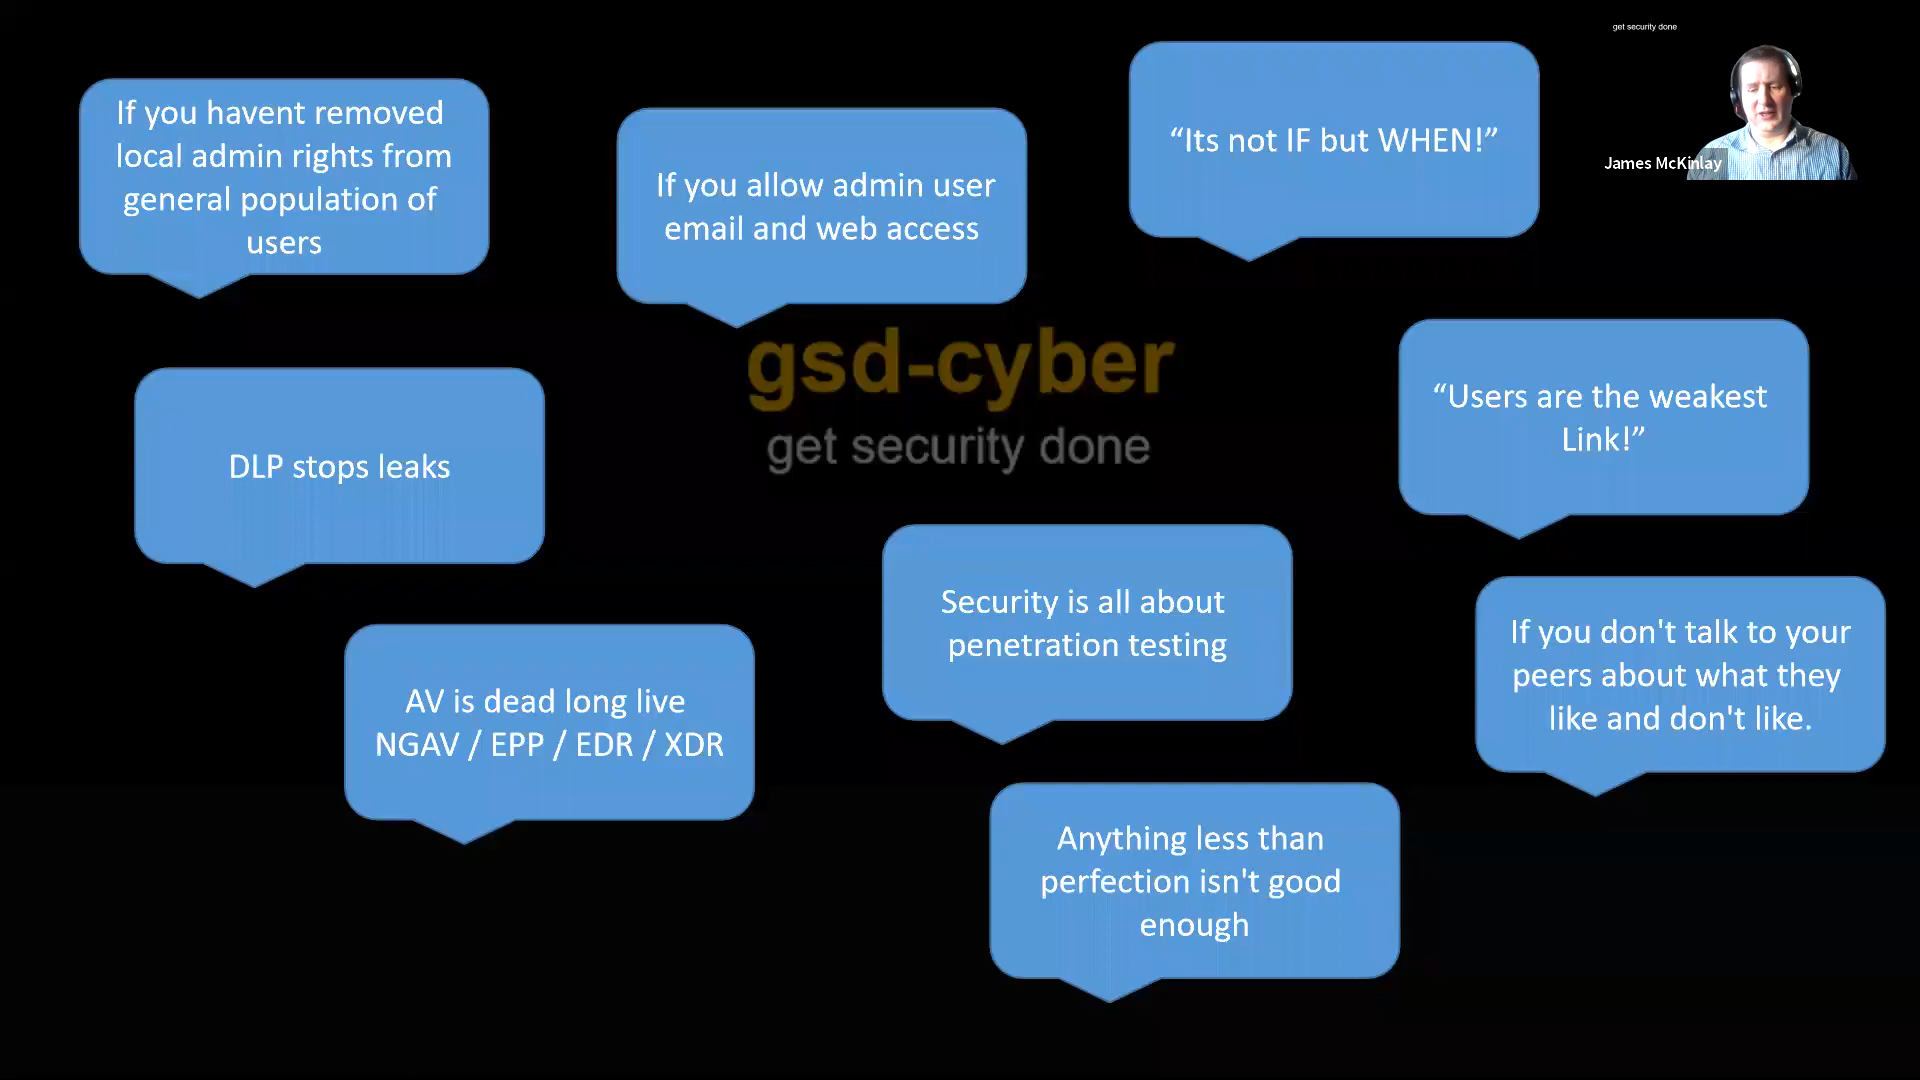 get security done
James McKinlay
If you havent removed
local admin rights from
general population of
users
If you allow admin user
email and web access
“Its not IF but WHEN!”
gsd-cyber
get security done
“Users are the weakest
Link!”
DLP stops leaks
Security is all about
penetration testing
If you don't talk to your
peers about what they
like and don't like.
AV is dead long live
NGAV / EPP / EDR / XDR
Anything less than
perfection isn't good
enough